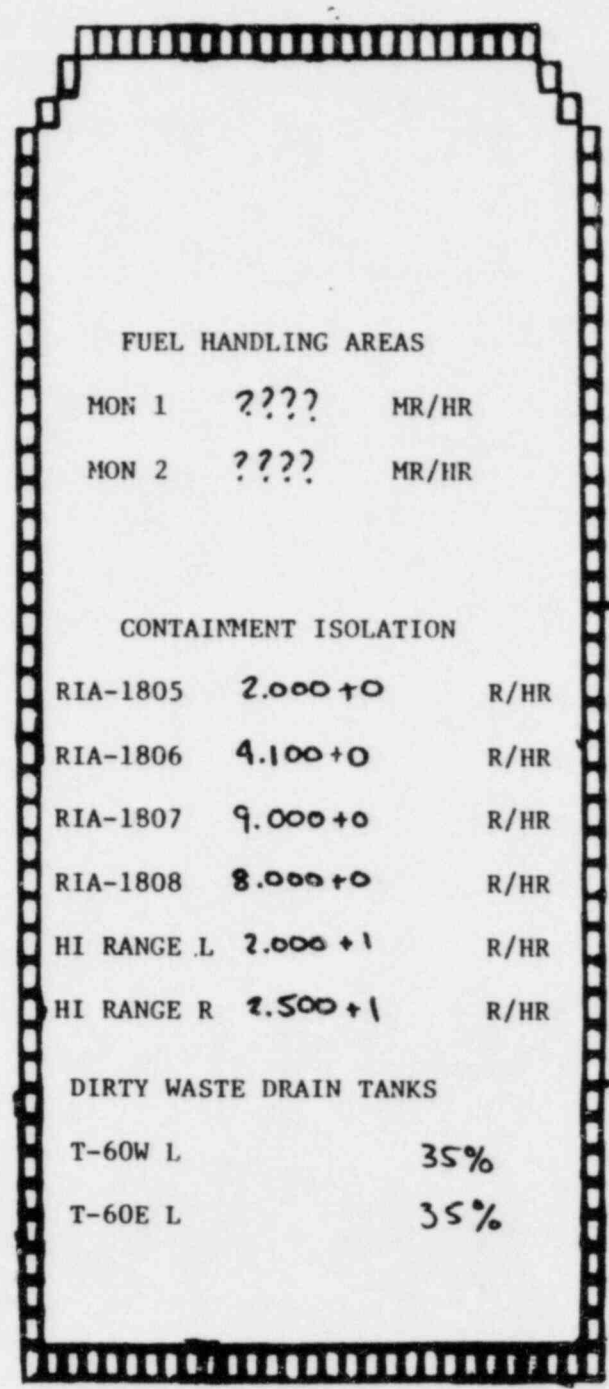 FUEL HANDLING AREAS
MON 1 ???? MR/HR
MON 2 ???? MR/HR
CONTAINMENT ISOLATION
RIA-1805 2.000+0 R/HR
RIA-1806 4.100+0 R/HR
RIA-1807 9.000+0 R/HR
RIA-1808 8.000+0 R/HR
HI RANGE L 2.000+1 R/HR
HI RANGE R 2.500+1 R/HR
DIRTY WASTE DRAIN TANKS
T-60W L 35%
T-60E L 35%